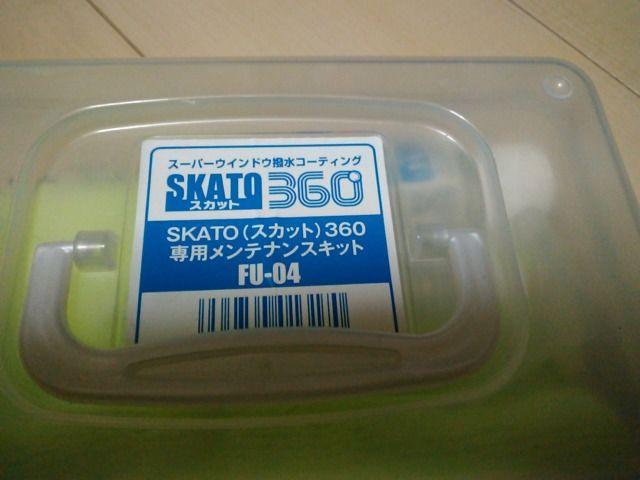 スーパーウインドウ撥水コーティング
SKATO 360°
スカット
SKATO(スカット)360
専用メンテナンスキット
FU-04